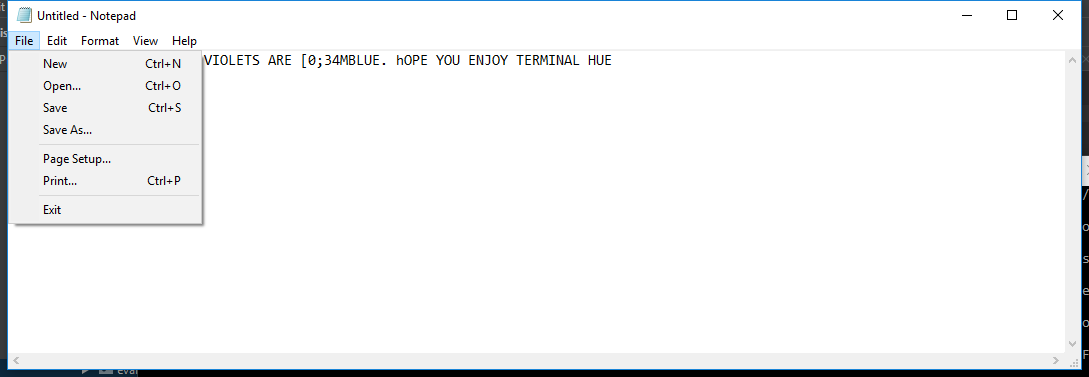 Untitled - Notepad
File Edit Format View Help
VIOLETS ARE [0;34MBLUE. hOPE YOU ENJOY TERMINAL HUE
New Ctrl+N
Open... Ctrl+O
Save Ctrl+S
Save As...
Page Setup...
Print... Ctrl+P
Exit
eval